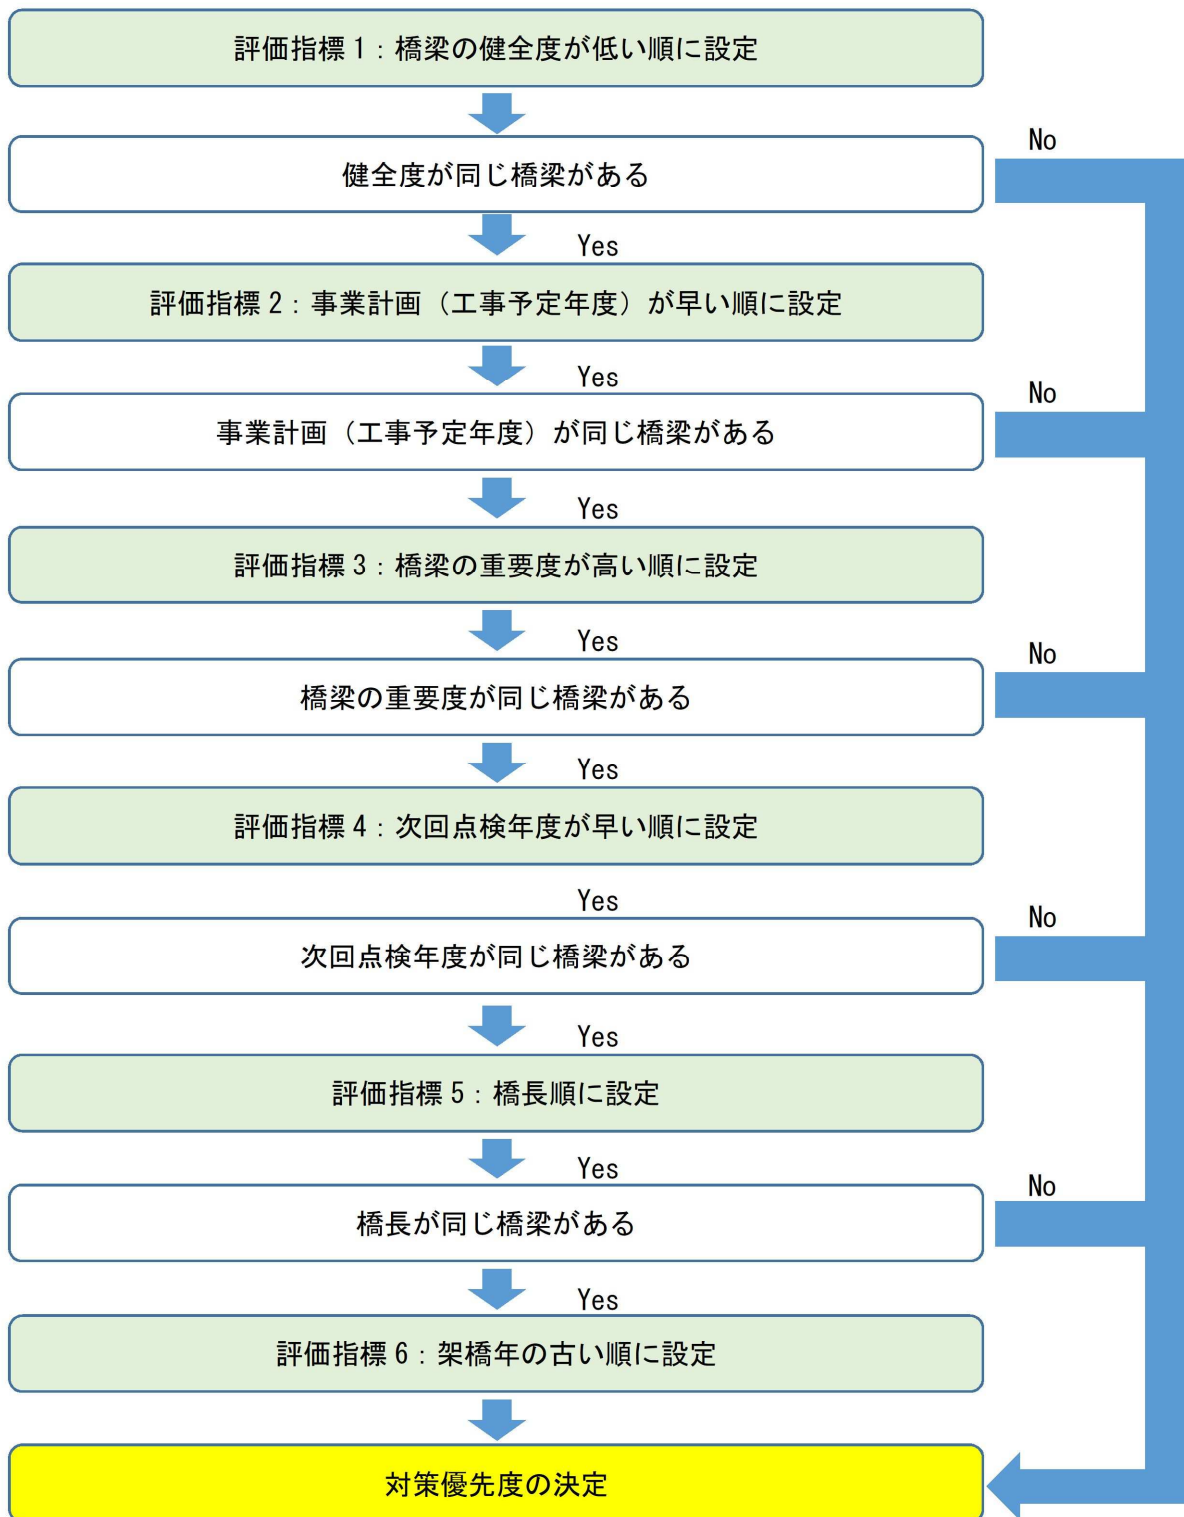 評価指標1：橋梁の健全度が低い順に設定
No
健全度が同じ橋梁がある
Yes
評価指標2：事業計画（工事予定年度）が早い順に設定
Yes
No
事業計画（工事予定年度）が同じ橋梁がある
Yes
評価指標3：橋梁の重要度が高い順に設定
Yes
No
橋梁の重要度が同じ橋梁がある
Yes
評価指標4：次回点検年度が早い順に設定
Yes
No
次回点検年度が同じ橋梁がある
Yes
評価指標5：橋長順に設定
Yes
No
橋長が同じ橋梁がある
Yes
評価指標6：架橋年の古い順に設定
対策優先度の決定